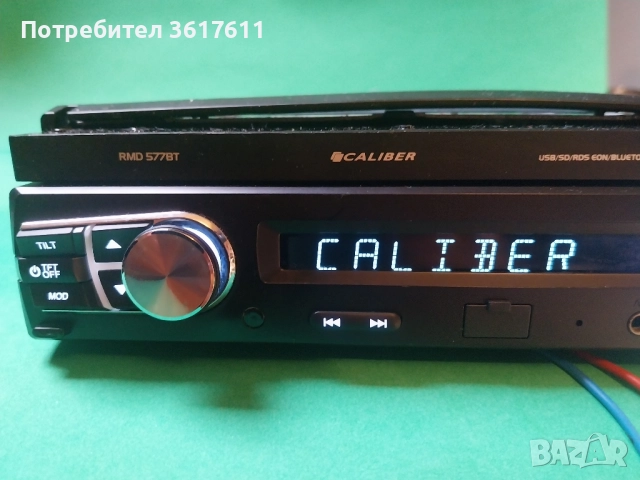 Потребител 3617611
RMD 577BT
CALIBER
USB/SD/RDS EON/BLUETO
TILT
TFT OFF
MOD
CALIBER
BAZAR